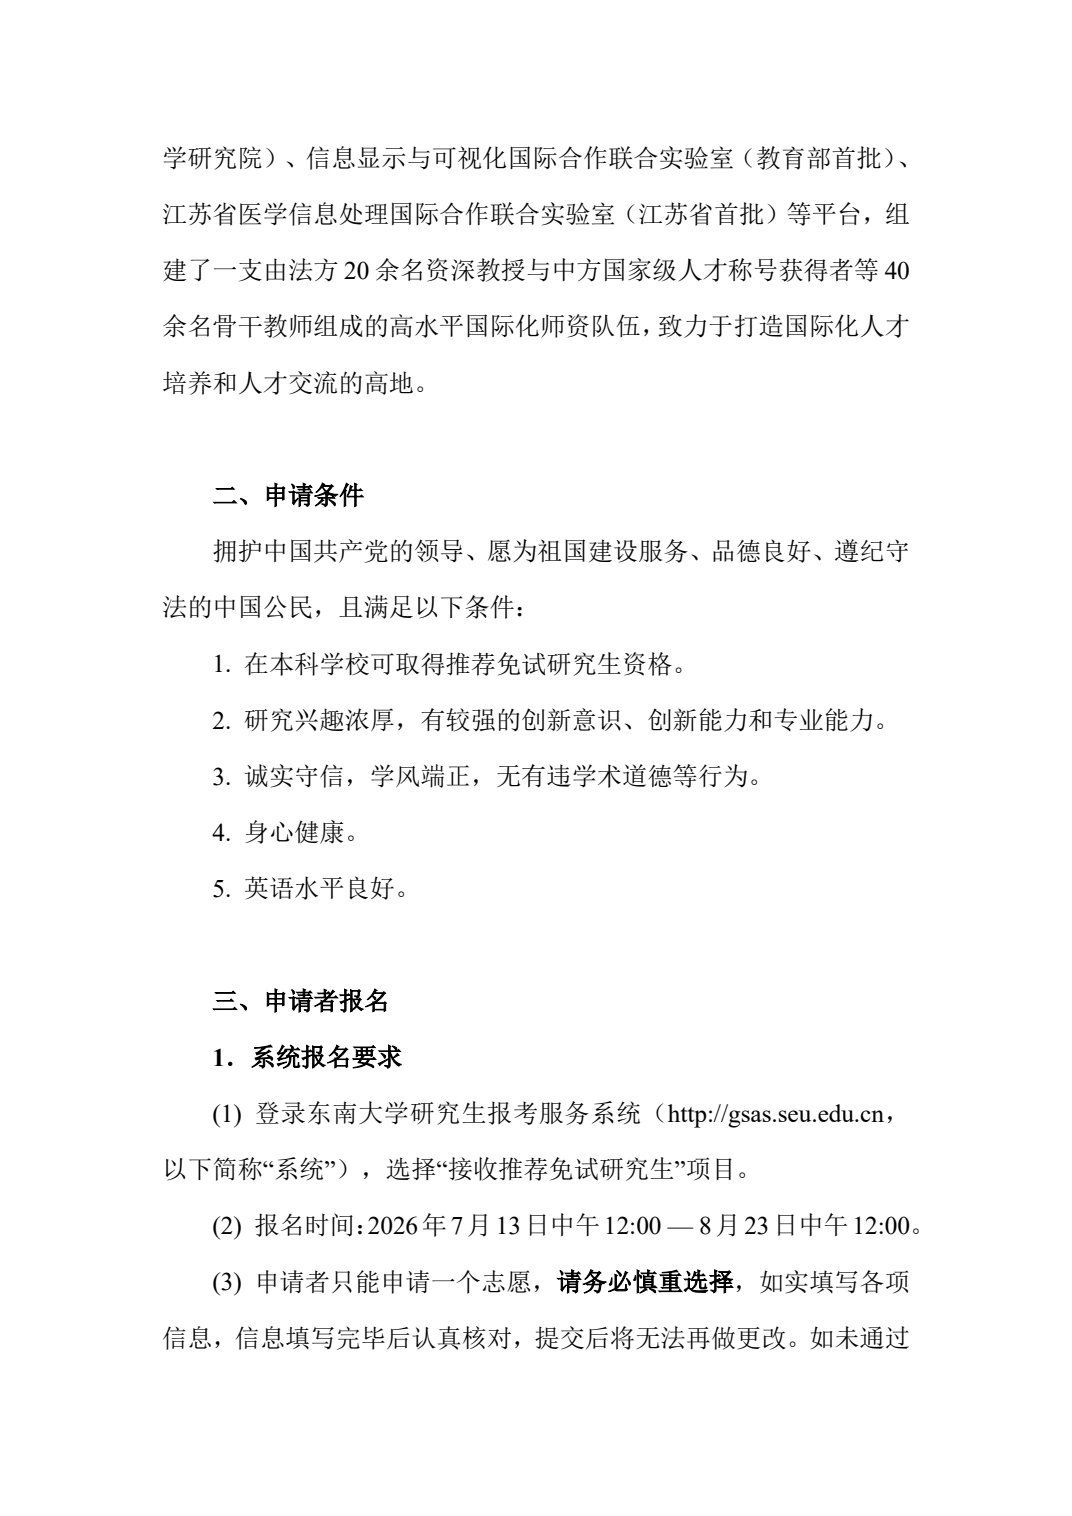 学研究院）、信息显示与可视化国际合作联合实验室（教育部首批）、
江苏省医学信息处理国际合作联合实验室（江苏省首批）等平台，组
建了一支由法方 20 余名资深教授与中方国家级人才称号获得者等 40
余名骨干教师组成的高水平国际化师资队伍，致力于打造国际化人才
培养和人才交流的高地。
二、申请条件
拥护中国共产党的领导、愿为祖国建设服务、品德良好、遵纪守
法的中国公民，且满足以下条件：
1. 在本科学校可取得推荐免试研究生资格。
2. 研究兴趣浓厚，有较强的创新意识、创新能力和专业能力。
3. 诚实守信，学风端正，无有违学术道德等行为。
4. 身心健康。
5. 英语水平良好。
三、申请者报名
1．系统报名要求
(1) 登录东南大学研究生报考服务系统（http://gsas.seu.edu.cn，
以下简称“系统”），选择“接收推荐免试研究生”项目。
(2) 报名时间：2026 年 7 月 13 日中午 12:00 — 8 月 23 日中午 12:00。
(3) 申请者只能申请一个志愿，请务必慎重选择，如实填写各项
信息，信息填写完毕后认真核对，提交后将无法再做更改。如未通过